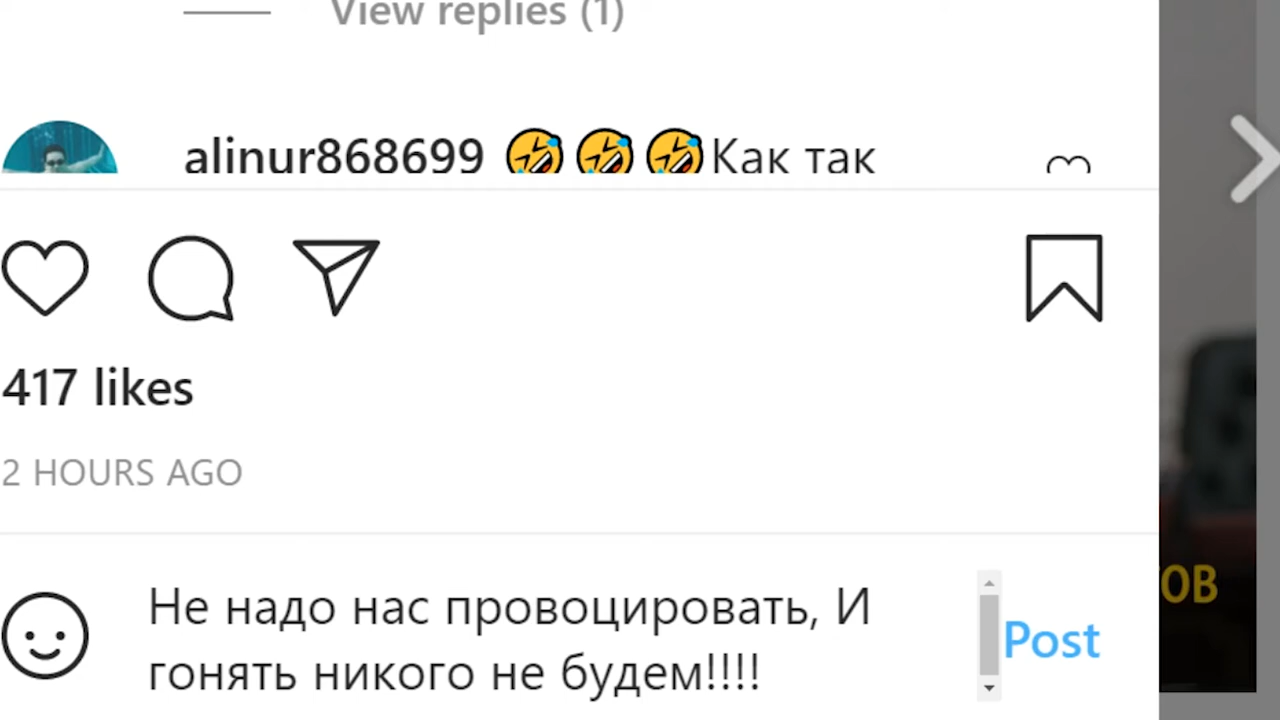 View replies (1)
alinur868699 🤣🤣🤣Как так
417 likes
2 HOURS AGO
Не надо нас провоцировать, И
гонять никого не будем!!!!
Post
ОВ